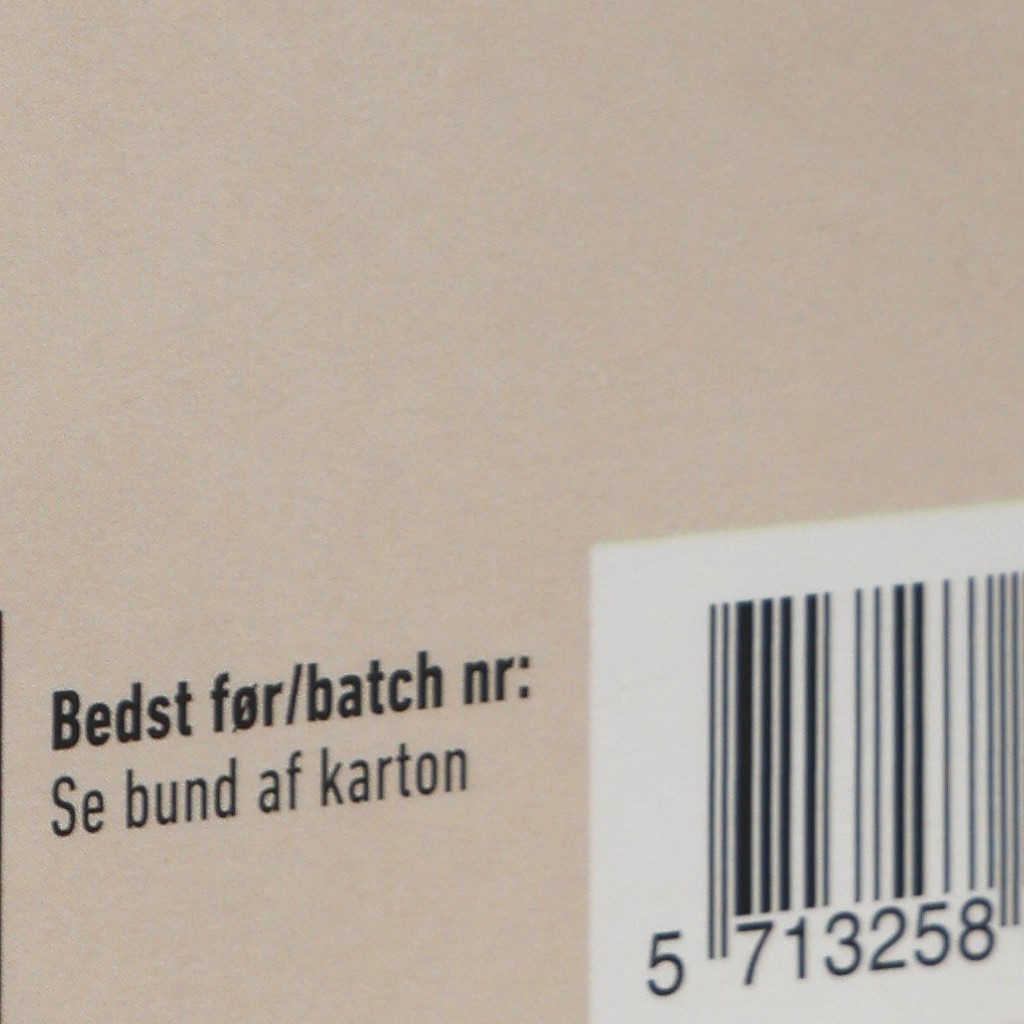 Bedst før/batch nr:
Se bund af karton
5 713258